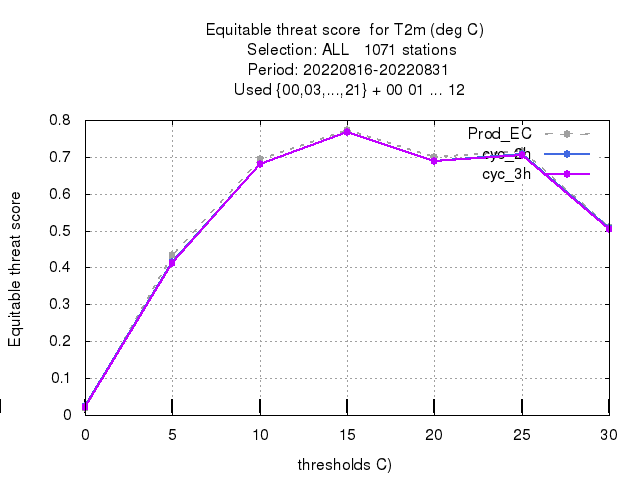 Equitable threat score  for T2m (deg C)
Selection: ALL   1071 stations
Period: 20220816-20220831
Used {00,03,...,21} + 00 01 ... 12
Equitable threat score
0.8
0.7
0.6
0.5
0.4
0.3
0.2
0.1
0
Prod_EC
cyc_2h
cyc_3h
0 5 10 15 20 25 30
thresholds C)